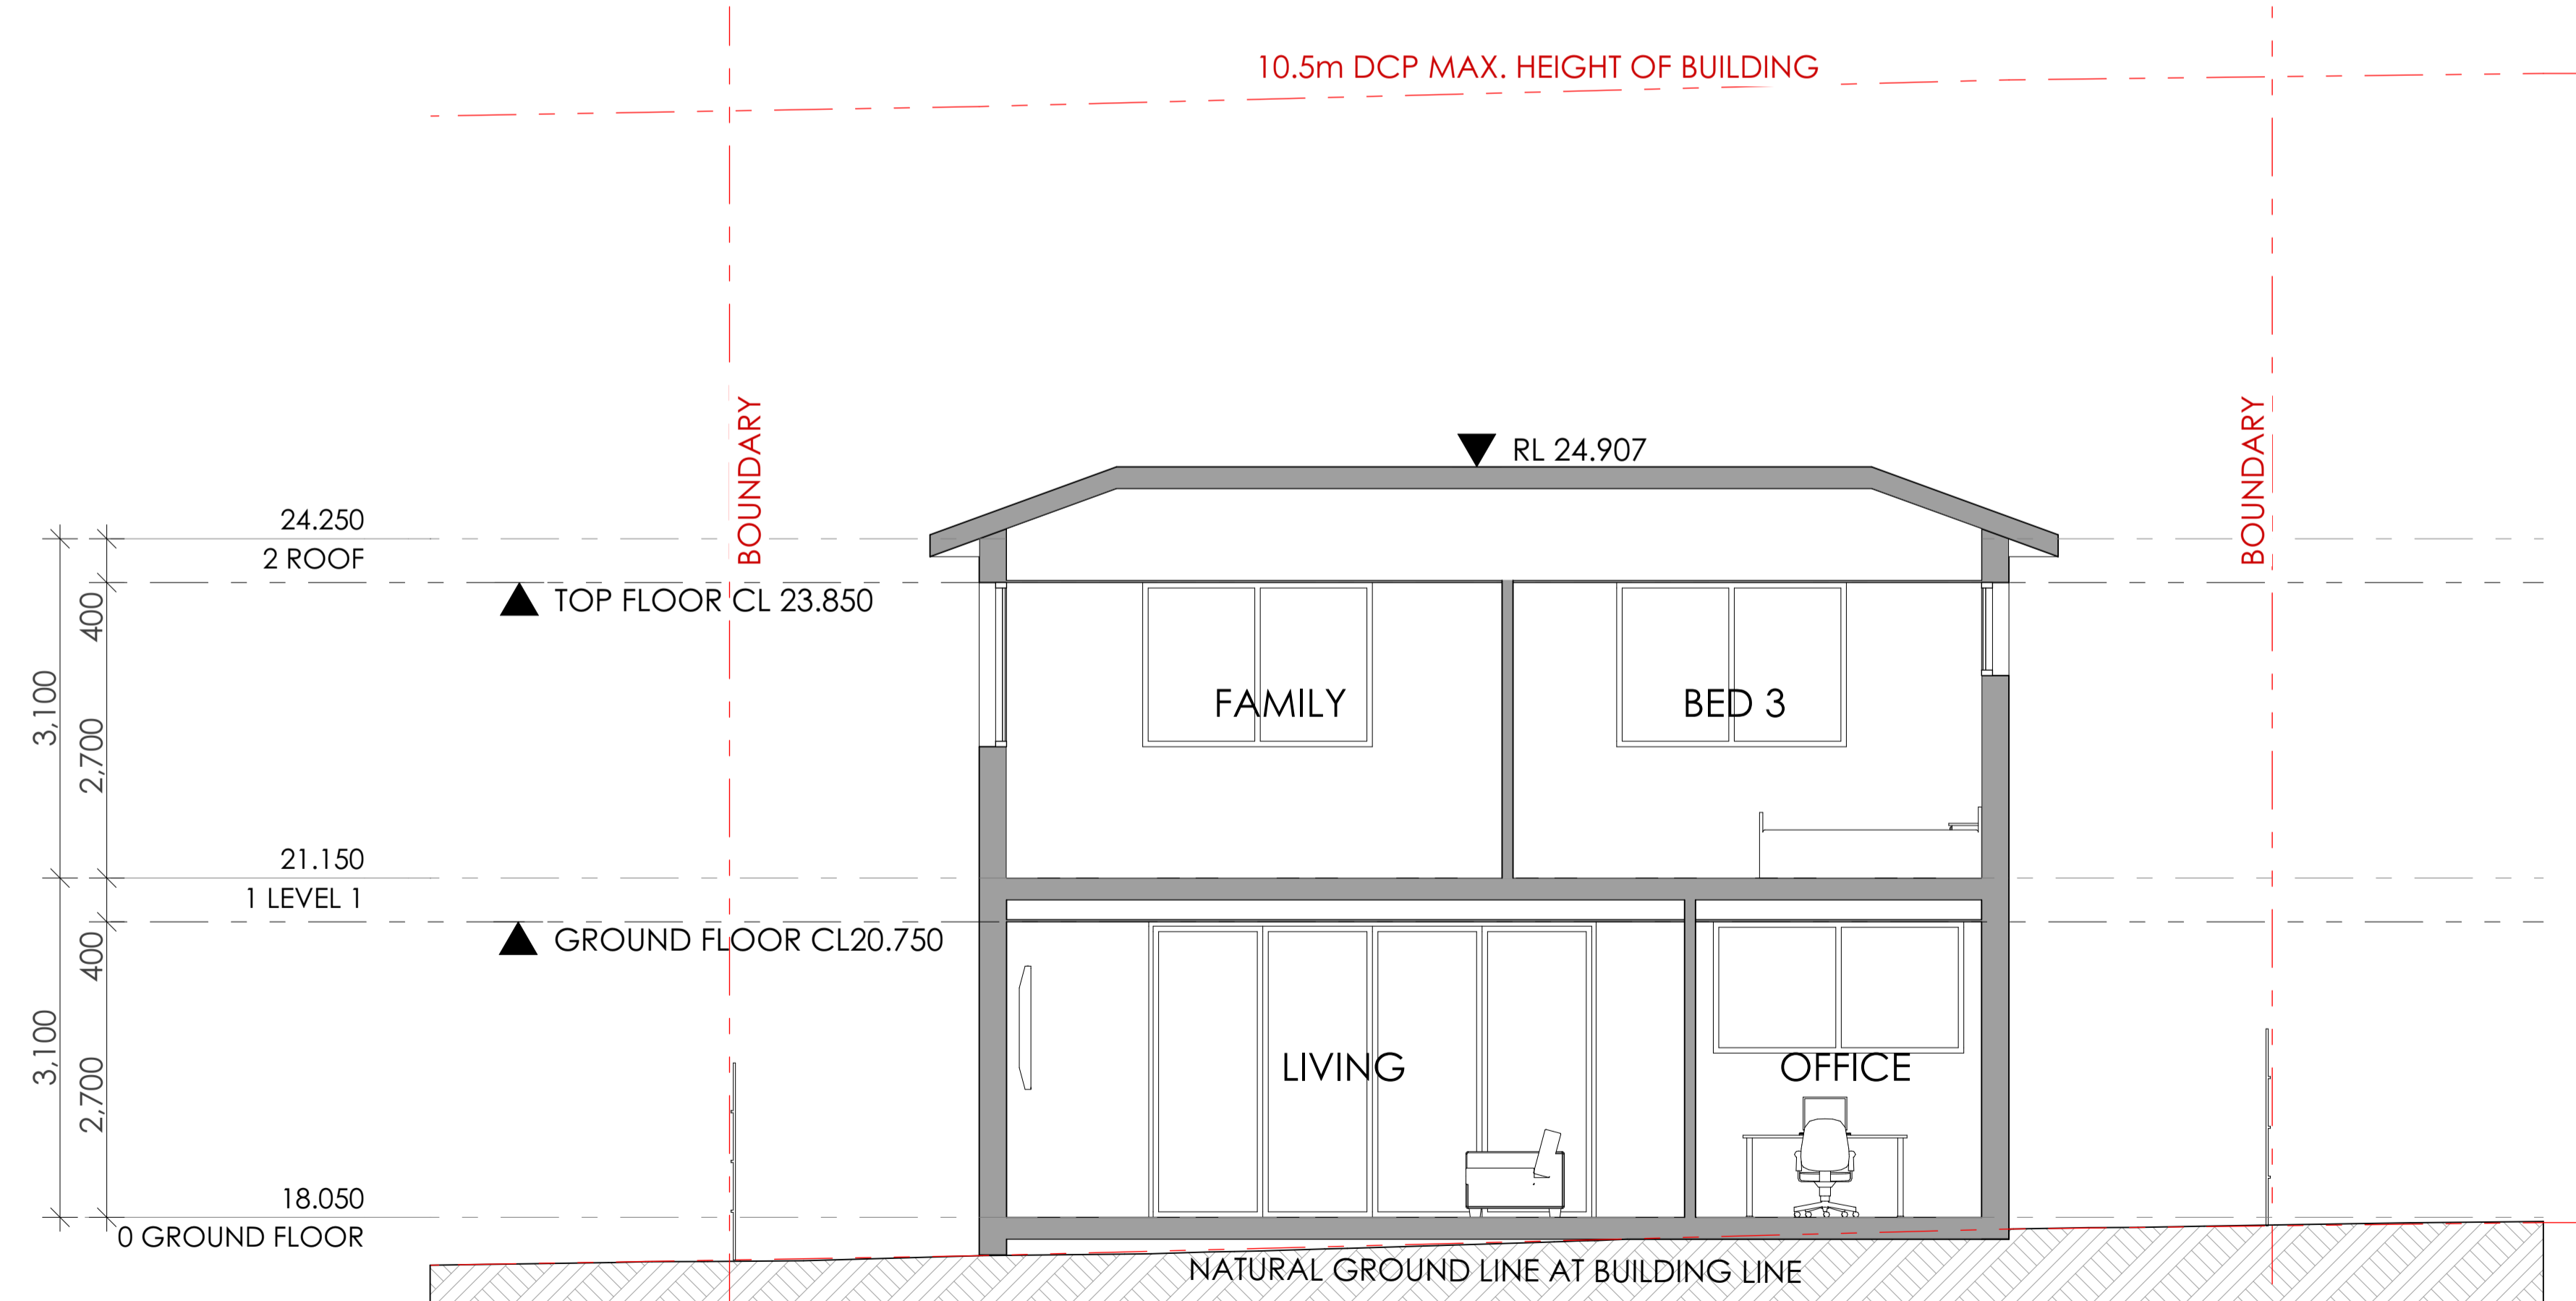 10.5m DCP MAX. HEIGHT OF BUILDING
BOUNDARY
BOUNDARY
RL 24.907
24.250
2 ROOF
TOP FLOOR CL 23.850
400
3,100
2,700
FAMILY
BED 3
21.150
1 LEVEL 1
GROUND FLOOR CL20.750
400
3,100
2,700
LIVING
OFFICE
18.050
0 GROUND FLOOR
NATURAL GROUND LINE AT BUILDING LINE